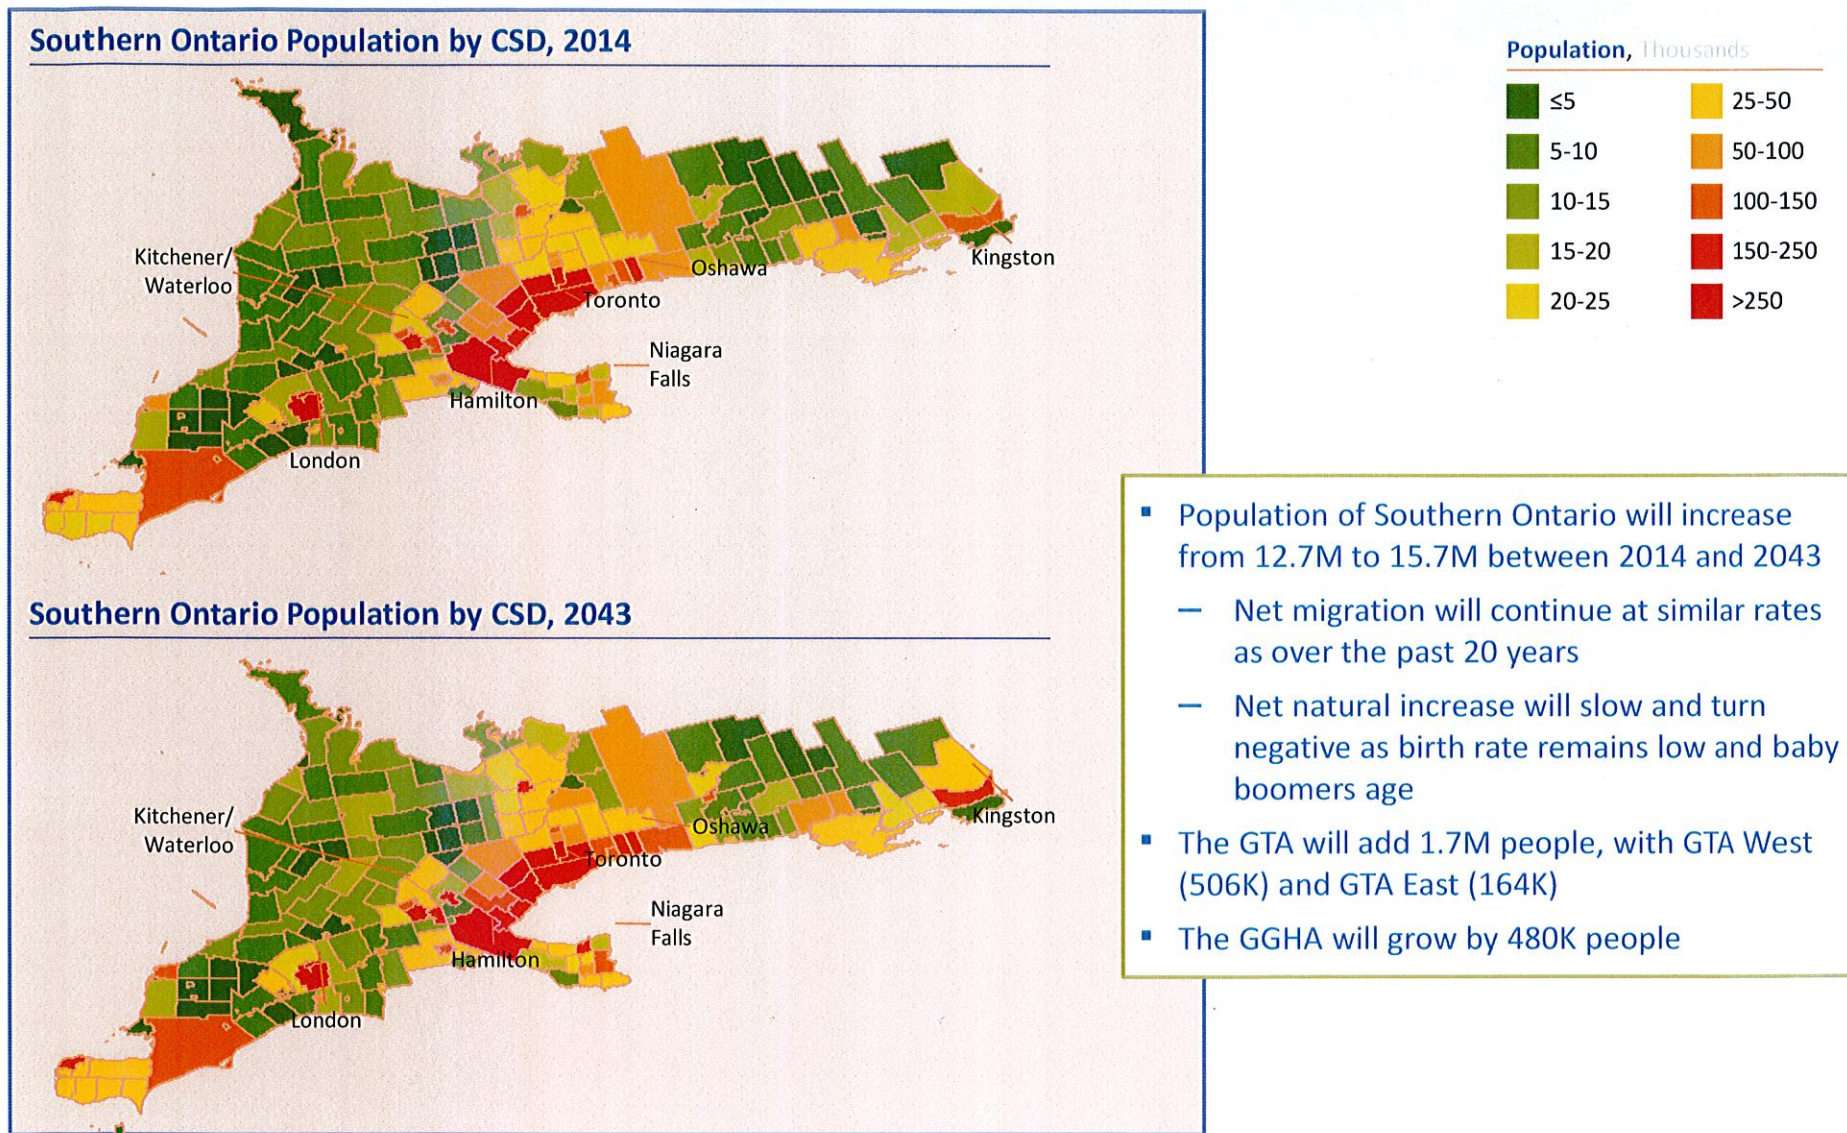 Southern Ontario Population by CSD, 2014
Kitchener/
Waterloo
Oshawa
Kingston
Toronto
Niagara
Falls
Hamilton
London
Population, Thousands
≤5
25-50
5-10
50-100
10-15
100-150
15-20
150-250
20-25
>250
Southern Ontario Population by CSD, 2043
Kitchener/
Waterloo
Oshawa
Kingston
Toronto
Niagara
Falls
Hamilton
London
▪ Population of Southern Ontario will increase
from 12.7M to 15.7M between 2014 and 2043
— Net migration will continue at similar rates
as over the past 20 years
— Net natural increase will slow and turn
negative as birth rate remains low and baby
boomers age
▪ The GTA will add 1.7M people, with GTA West
(506K) and GTA East (164K)
▪ The GGHA will grow by 480K people